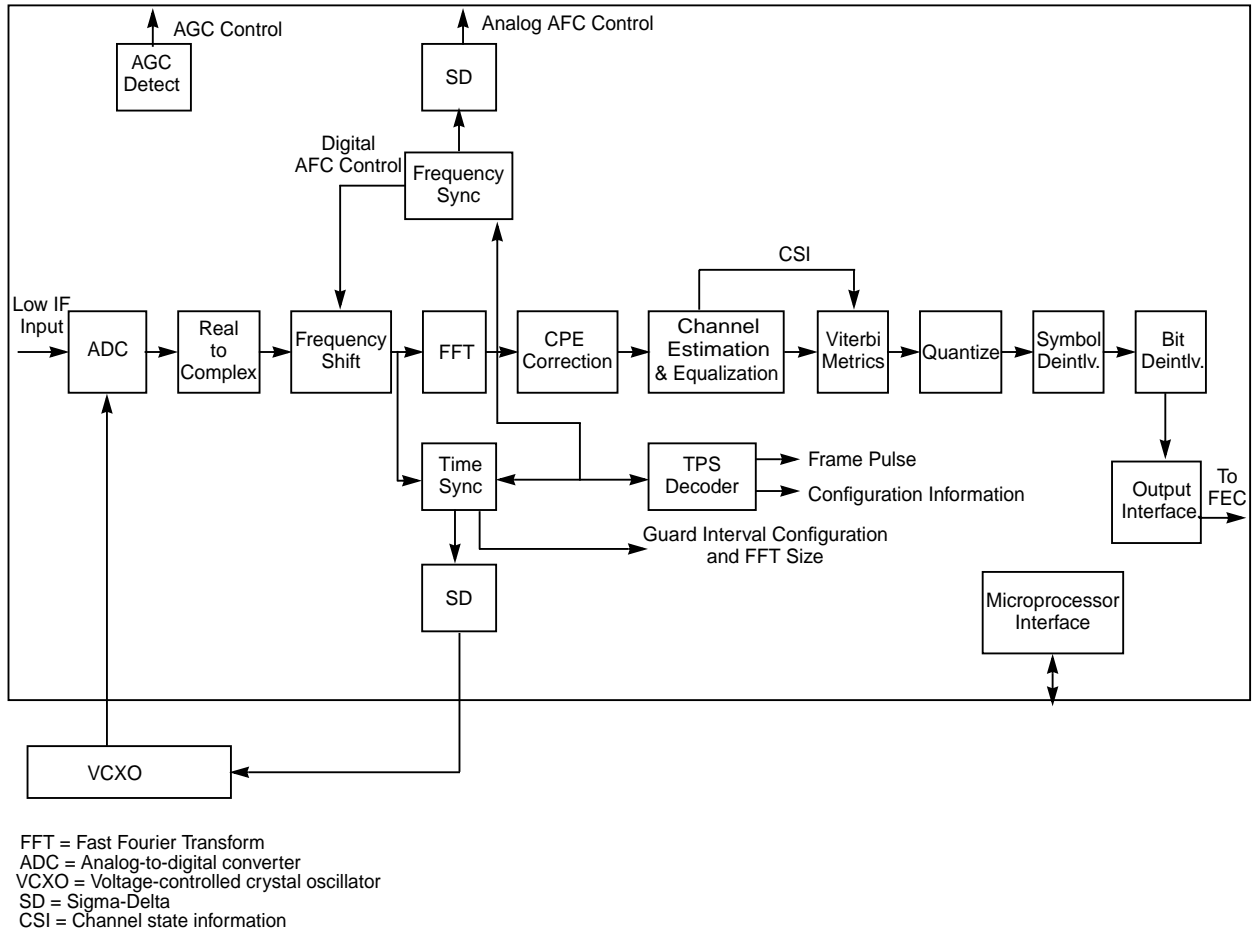 AGC Control
Analog AFC Control
AGC
Detect
SD
Digital
AFC Control
Frequency
Sync
CSI
Low IF
Input
ADC
Real
to
Complex
Frequency
Shift
FFT
CPE
Correction
Channel
Estimation
& Equalization
Viterbi
Metrics
Quantize
Symbol
Deintlv.
Bit
Deintlv.
Time
Sync
TPS
Decoder
Frame Pulse
Configuration Information
Output
Interface
To
FEC
Guard Interval Configuration
and FFT Size
SD
Microprocessor
Interface
VCXO
FFT = Fast Fourier Transform
ADC = Analog-to-digital converter
VCXO = Voltage-controlled crystal oscillator
SD = Sigma-Delta
CSI = Channel state information